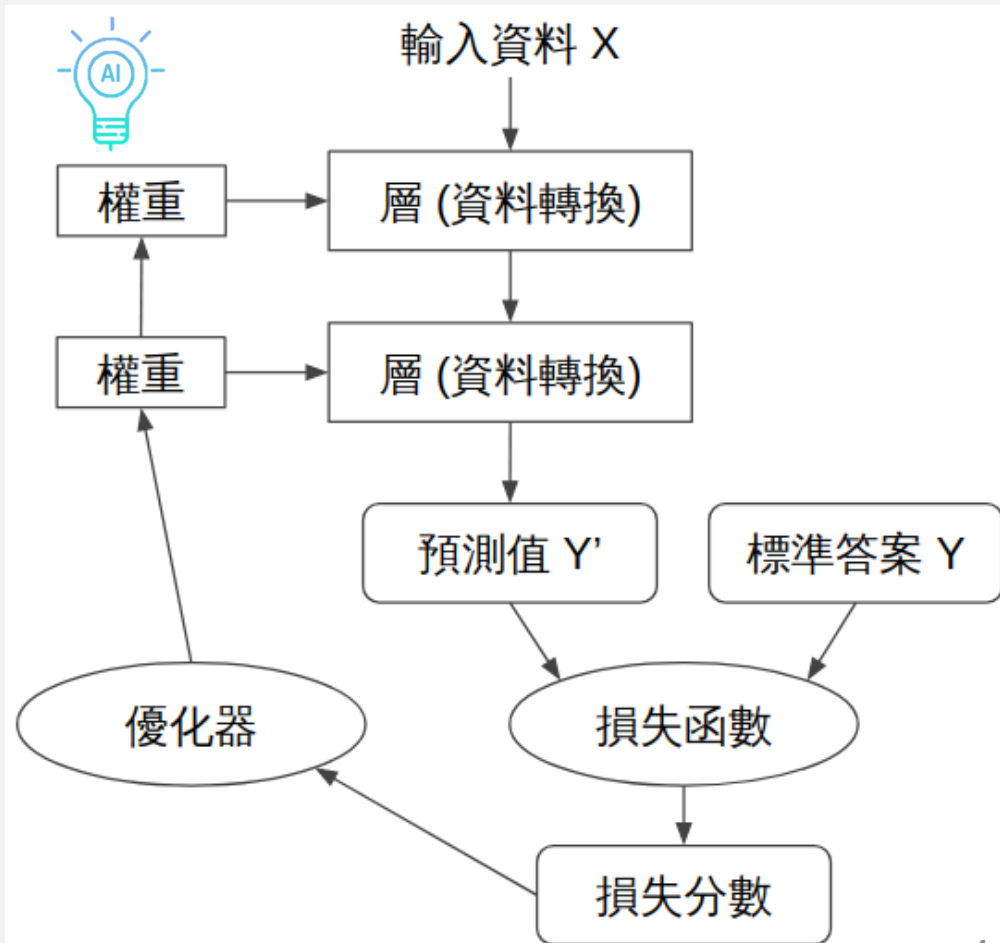 AI
輸入資料 X
權重
層 (資料轉換)
權重
層 (資料轉換)
預測值 Y’
標準答案 Y
優化器
損失函數
損失分數